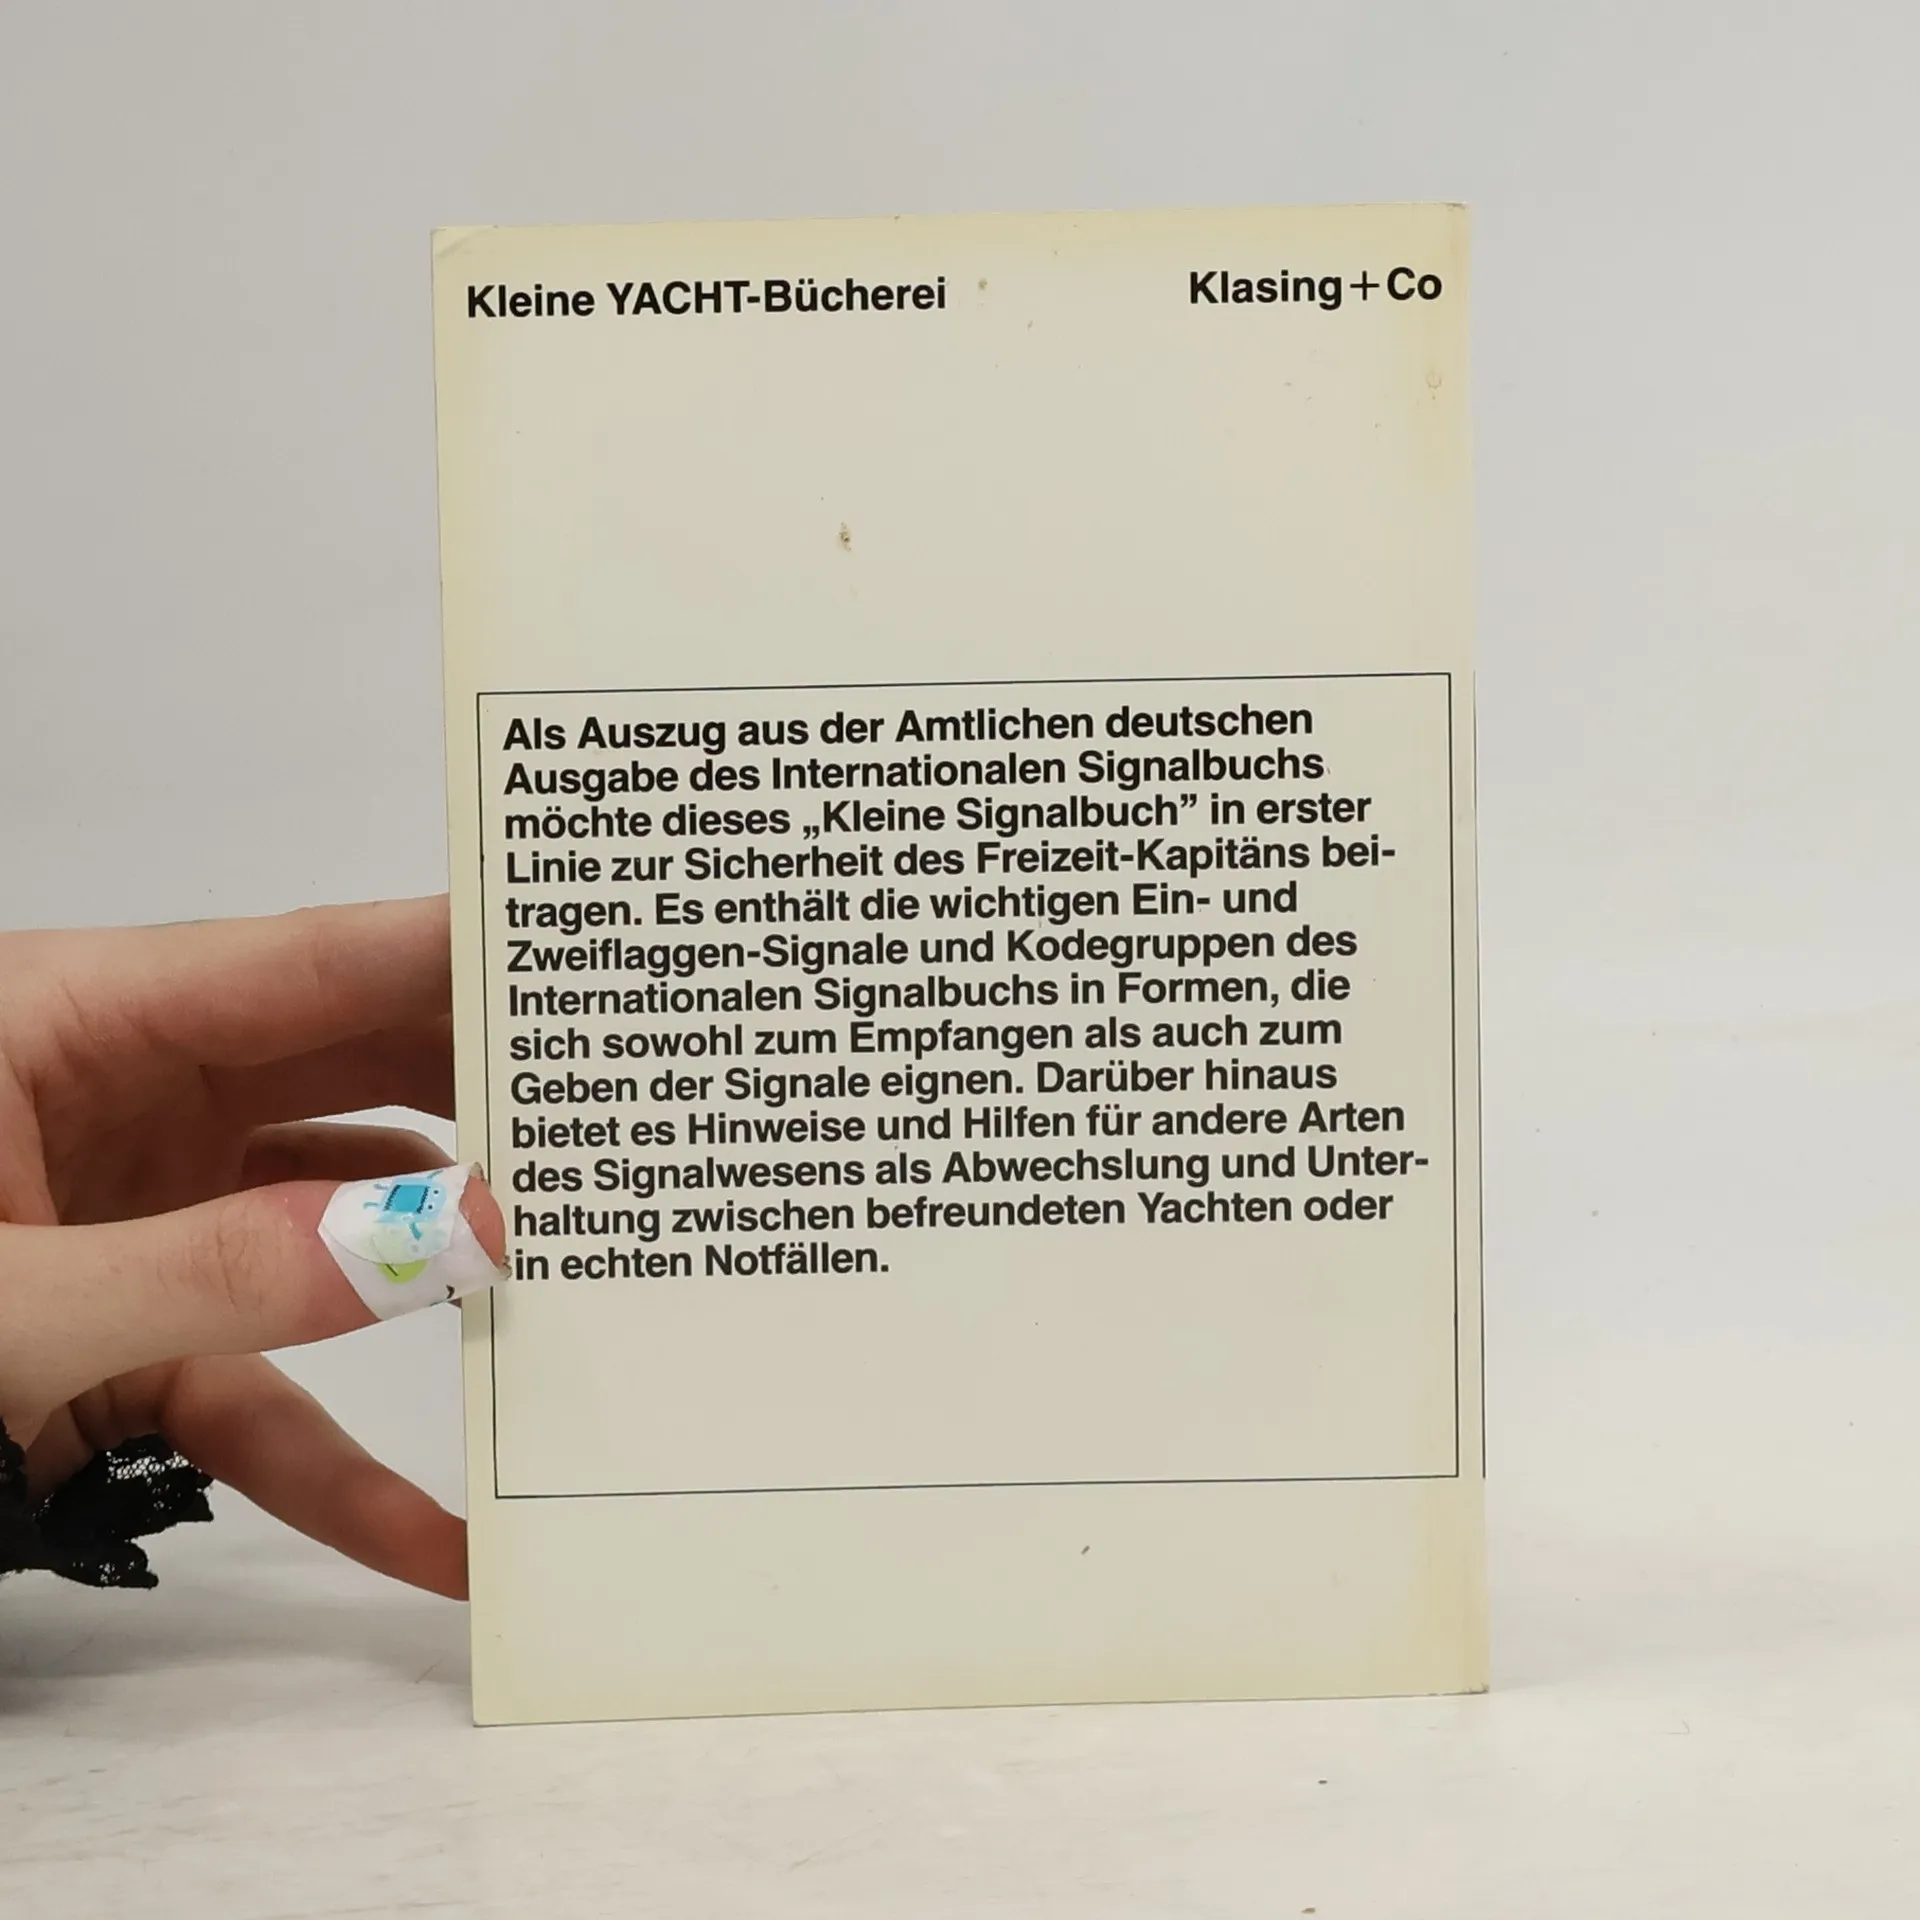 Kleine YACHT-Bücherei Klasing+Co
Als Auszug aus der Amtlichen deutschen
Ausgabe des Internationalen Signalbuchs
möchte dieses „Kleine Signalbuch” in erster
Linie zur Sicherheit des Freizeit-Kapitäns bei-
tragen. Es enthält die wichtigen Ein- und
Zweiflaggen-Signale und Kodegruppen des
Internationalen Signalbuchs in Formen, die
sich sowohl zum Empfangen als auch zum
Geben der Signale eignen. Darüber hinaus
bietet es Hinweise und Hilfen für andere Arten
des Signalwesens als Abwechslung und Unter-
haltung zwischen befreundeten Yachten oder
in echten Notfällen.